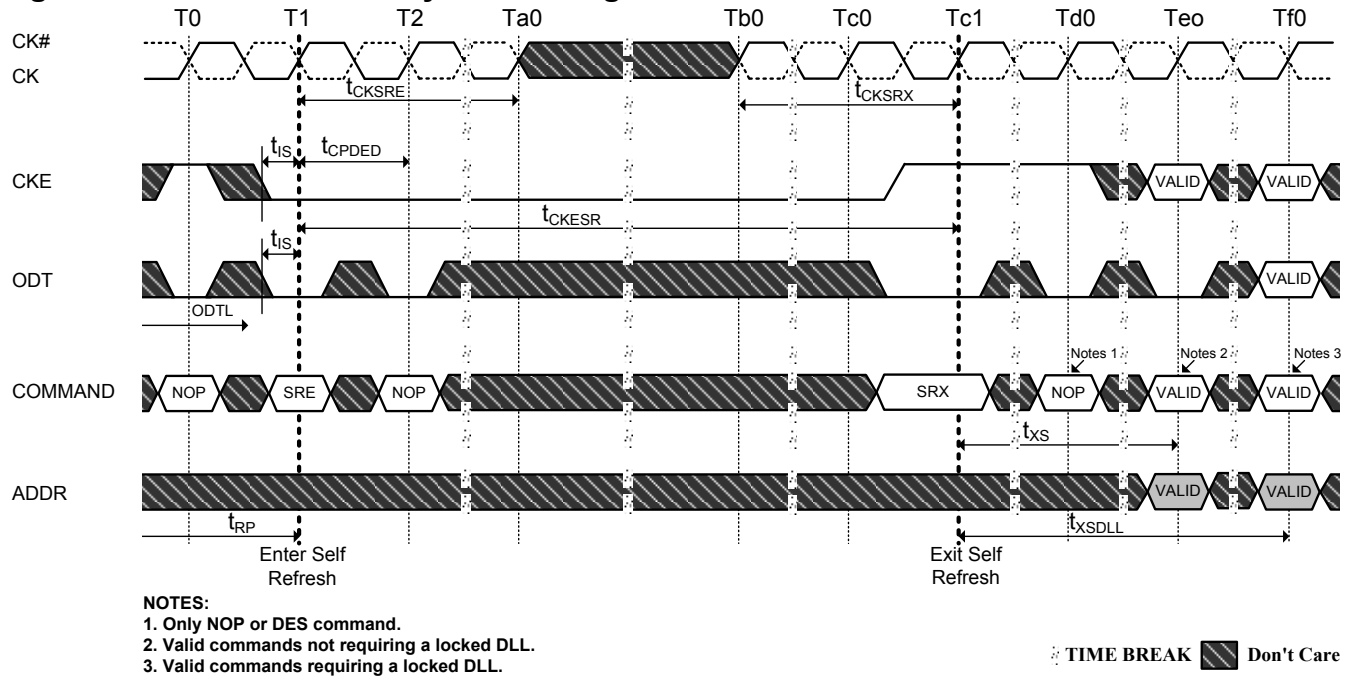 T0 T1 T2 Ta0 Tb0 Tc0 Tc1 Td0 Teo Tf0
CK#
CK
tCKSRE tCKSRX
tIS tCPDED
CKE VALID VALID
tCKESR
tIS
ODT VALID
ODTL
Notes 1 Notes 2 Notes 3
COMMAND NOP SRE NOP SRX NOP VALID VALID
tXS
ADDR VALID VALID
tRP tXSDLL
Enter Self Exit Self
Refresh Refresh
NOTES:
1. Only NOP or DES command.
2. Valid commands not requiring a locked DLL.
3. Valid commands requiring a locked DLL.
TIME BREAK Don't Care